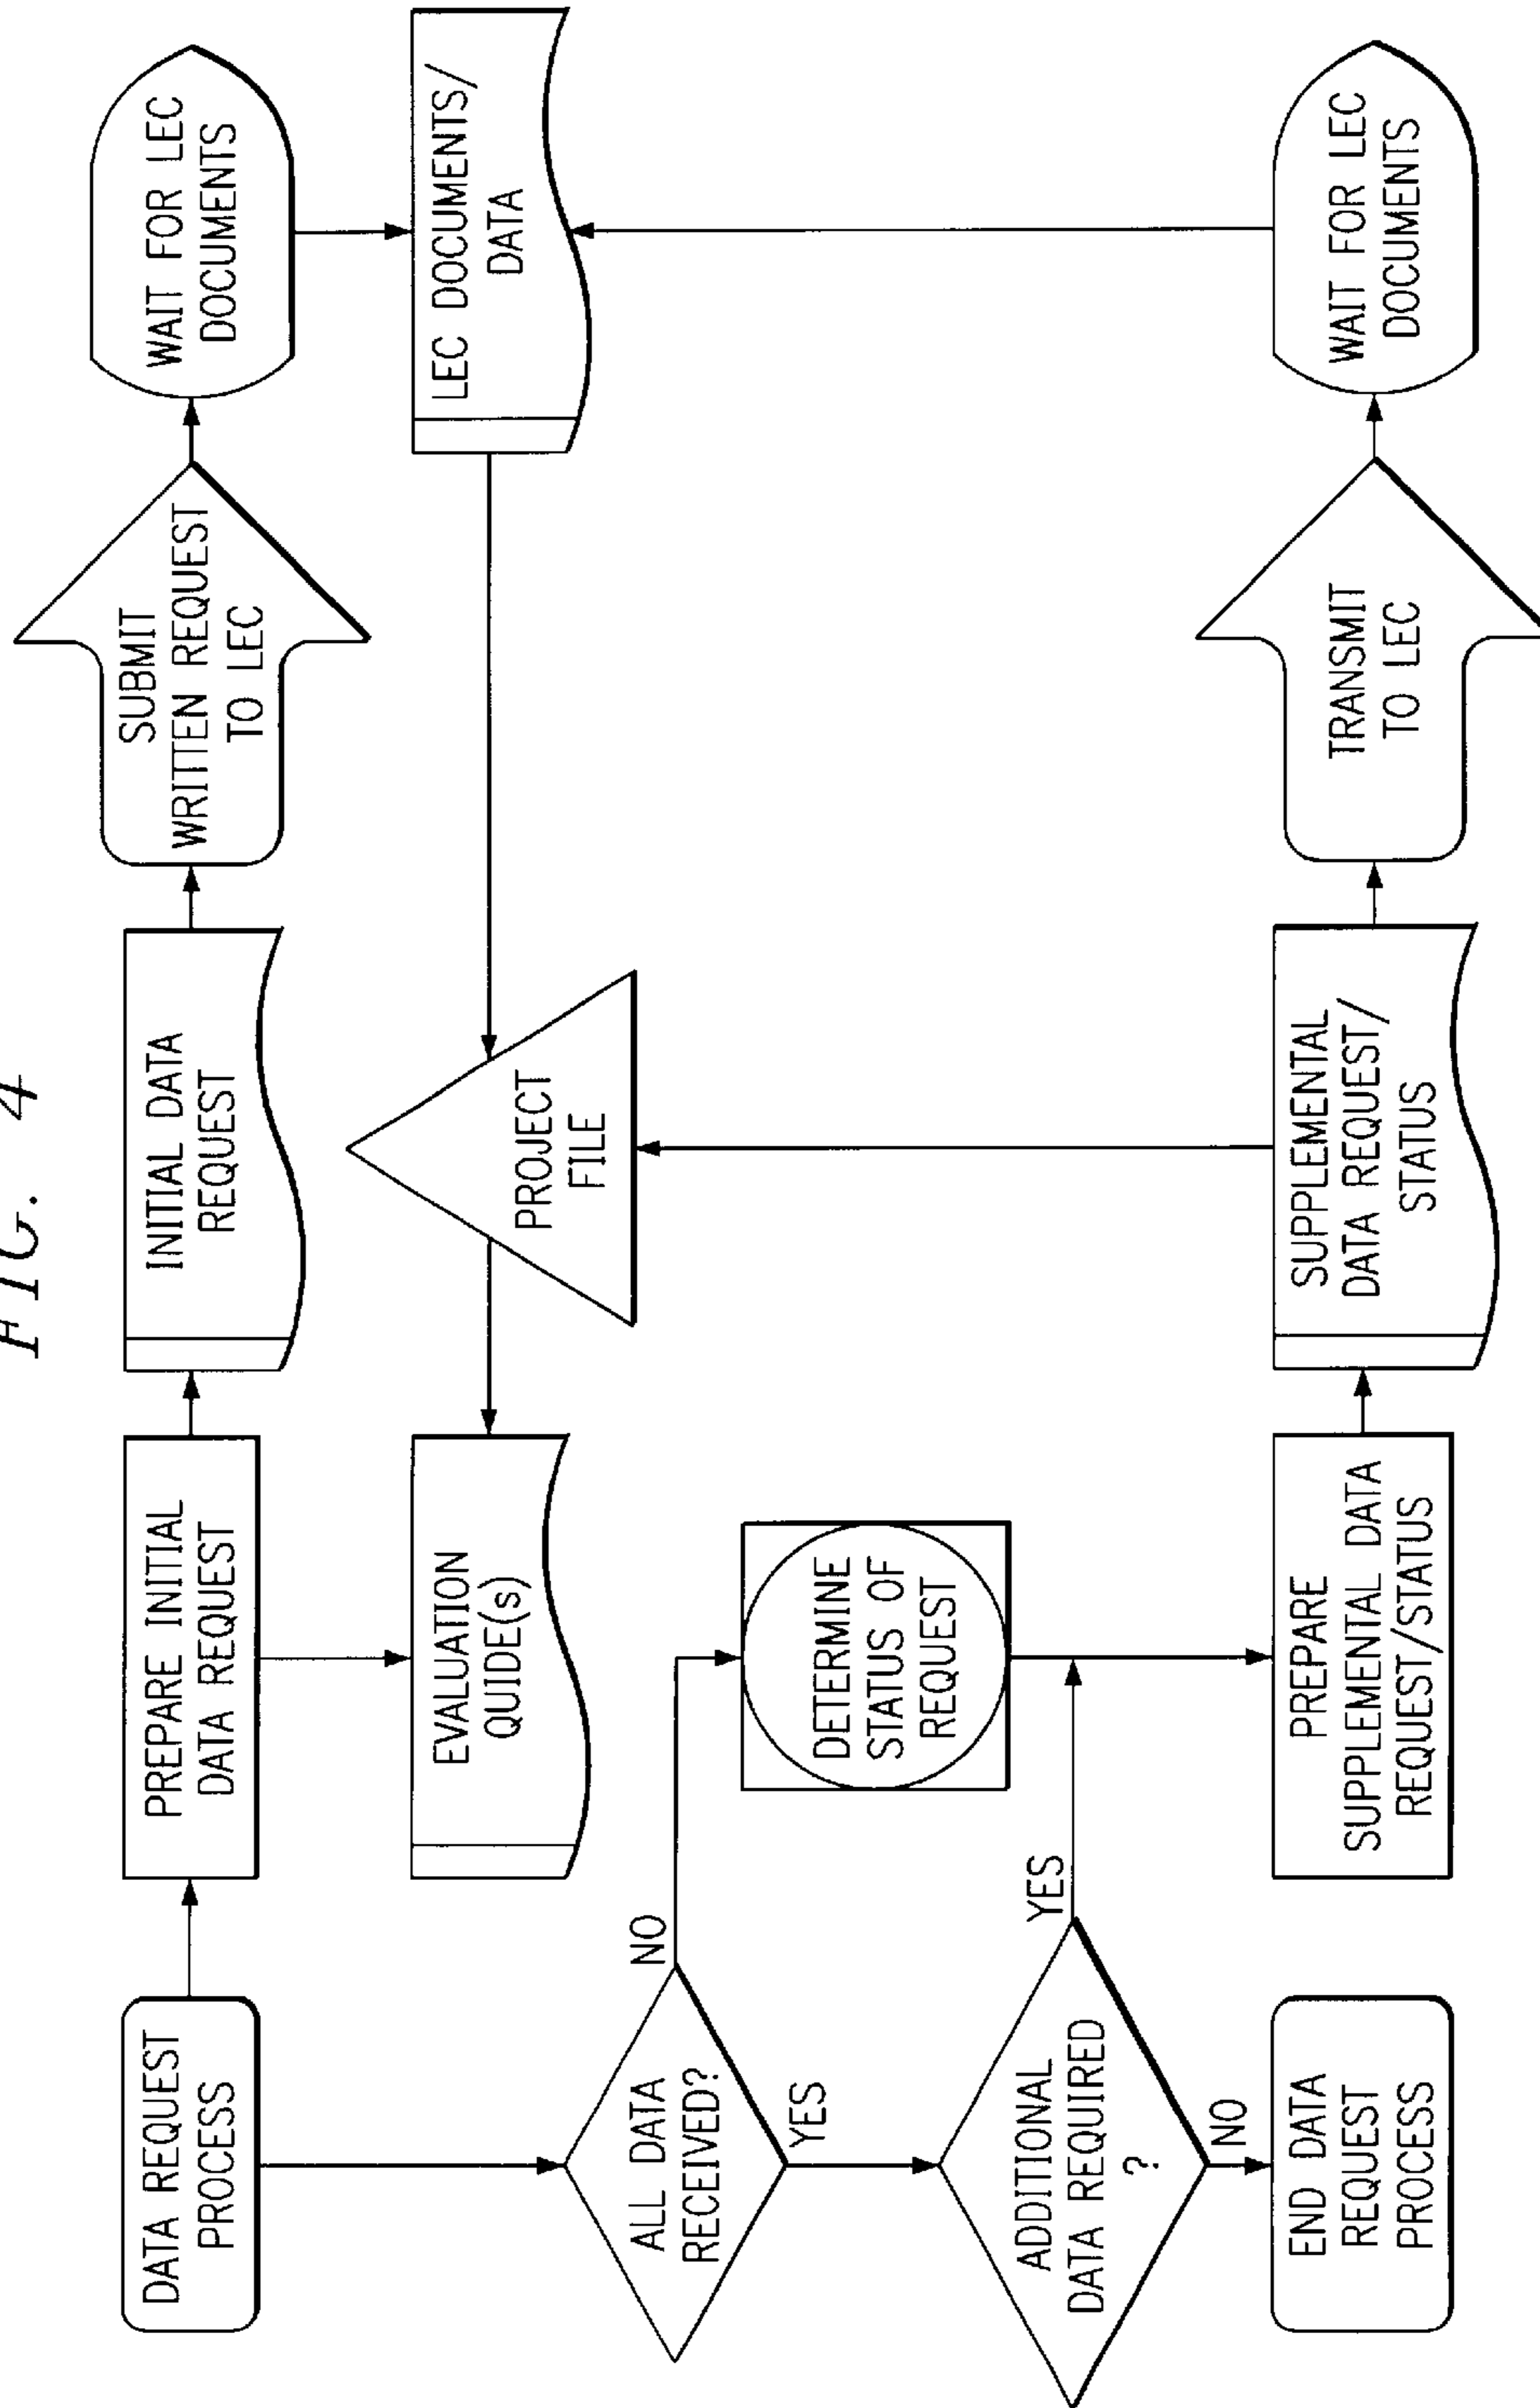 FIG. 4
DATA REQUEST
PROCESS
PREPARE INITIAL
DATA REQUEST
INITIAL DATA
REQUEST
SUBMIT
WRITTEN REQUEST
TO LEC
WAIT FOR LEC
DOCUMENTS
EVALUATION
QUIDE(s)
PROJECT
FILE
LEC DOCUMENTS/
DATA
ALL DATA
RECEIVED?
NO
YES
DETERMINE
STATUS OF
REQUEST
ADDITIONAL
DATA REQUIRED
?
YES
NO
END DATA
REQUEST
PROCESS
PREPARE
SUPPLEMENTAL DATA
REQUEST/STATUS
SUPPLEMENTAL
DATA REQUEST/
STATUS
TRANSMIT
TO LEC
WAIT FOR LEC
DOCUMENTS